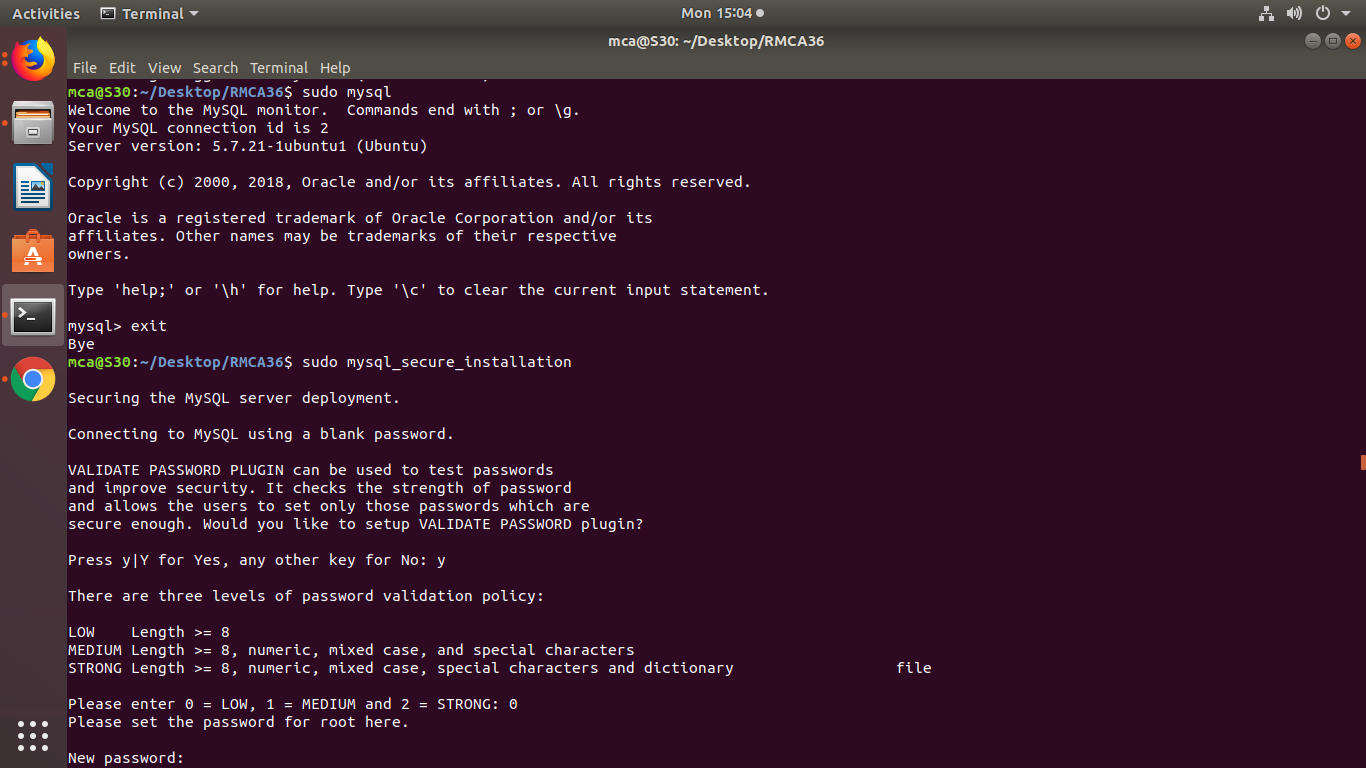 Activities Terminal Mon 15:04
mca@S30: ~/Desktop/RMCA36
File Edit View Search Terminal Help
mca@S30:~/Desktop/RMCA36$ sudo mysql
Welcome to the MySQL monitor.  Commands end with ; or \g.
Your MySQL connection id is 2
Server version: 5.7.21-1ubuntu1 (Ubuntu)
Copyright (c) 2000, 2018, Oracle and/or its affiliates. All rights reserved.
Oracle is a registered trademark of Oracle Corporation and/or its
affiliates. Other names may be trademarks of their respective
owners.
Type 'help;' or '\h' for help. Type '\c' to clear the current input statement.
mysql> exit
Bye
mca@S30:~/Desktop/RMCA36$ sudo mysql_secure_installation
Securing the MySQL server deployment.
Connecting to MySQL using a blank password.
VALIDATE PASSWORD PLUGIN can be used to test passwords
and improve security. It checks the strength of password
and allows the users to set only those passwords which are
secure enough. Would you like to setup VALIDATE PASSWORD plugin?
Press y|Y for Yes, any other key for No: y
There are three levels of password validation policy:
LOW    Length >= 8
MEDIUM Length >= 8, numeric, mixed case, and special characters
STRONG Length >= 8, numeric, mixed case, special characters and dictionary                  file
Please enter 0 = LOW, 1 = MEDIUM and 2 = STRONG: 0
Please set the password for root here.
New password: